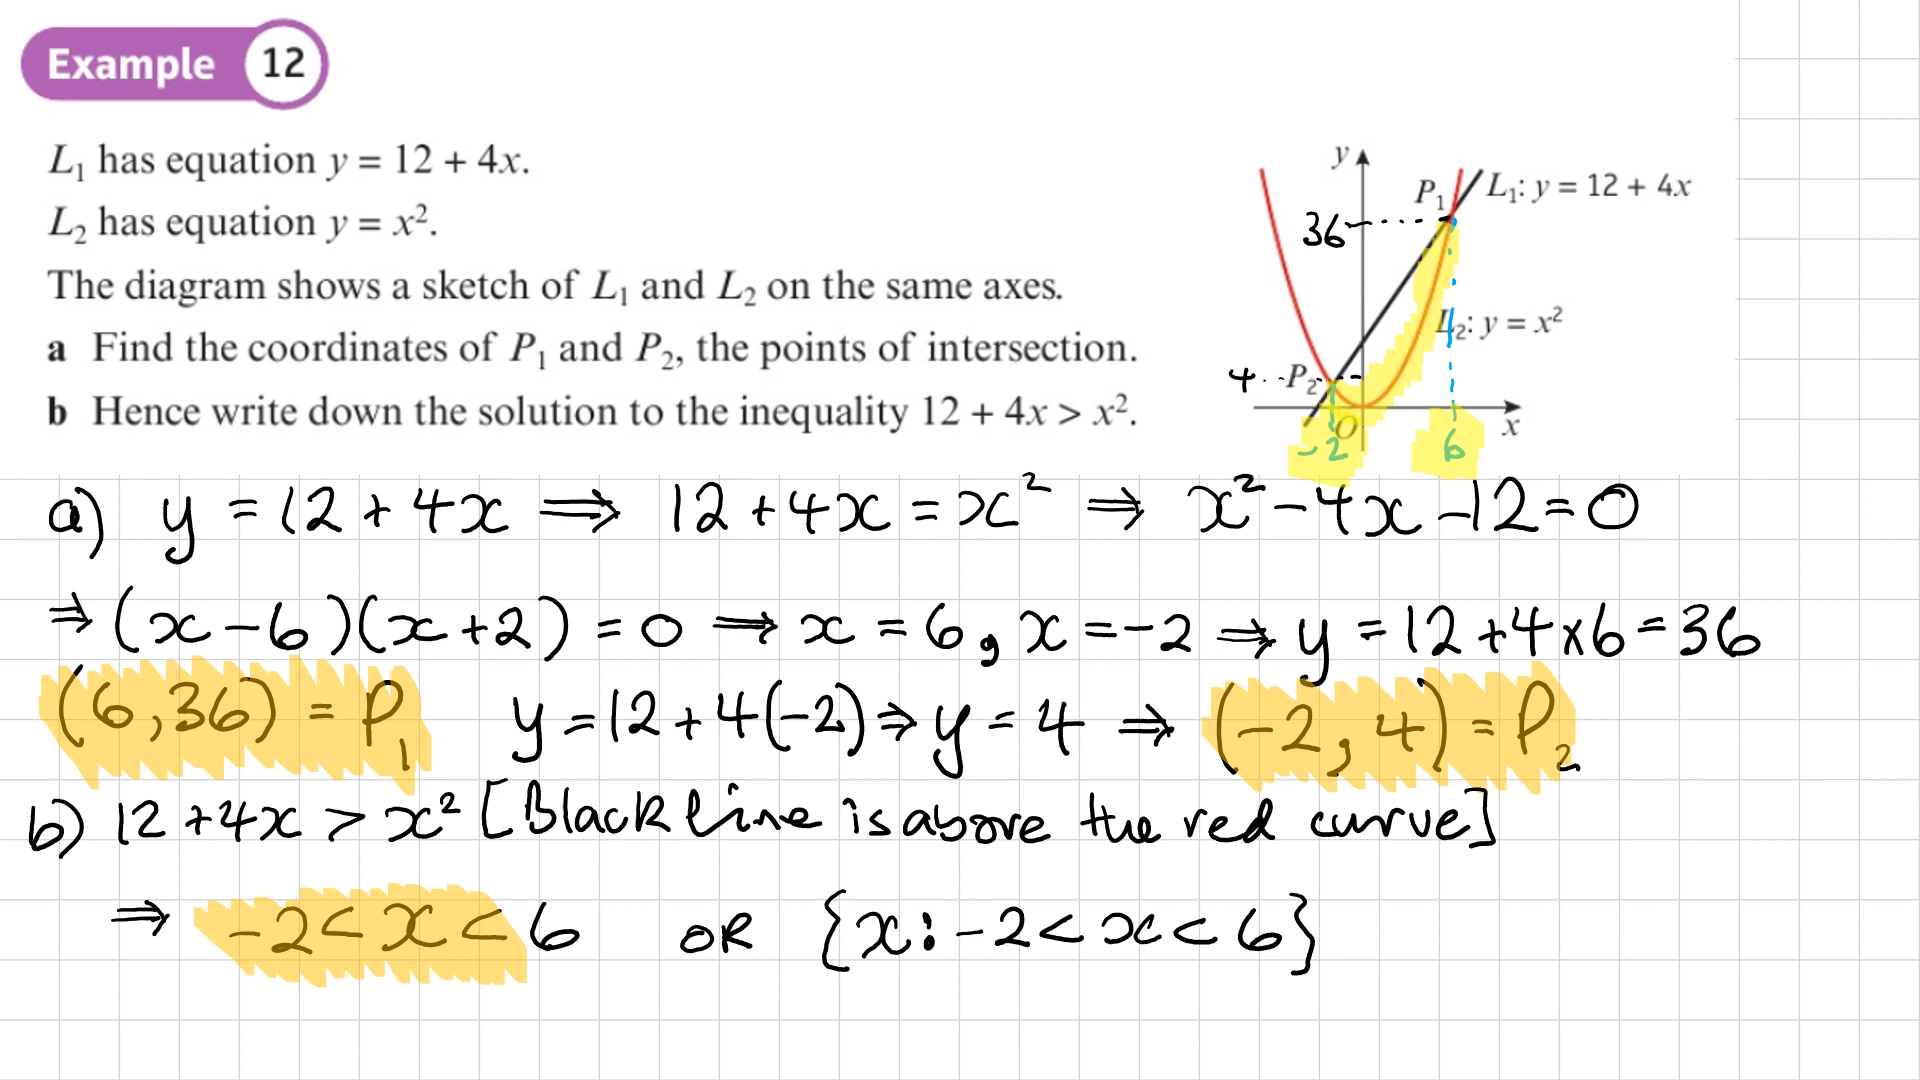 Example 12
L₁ has equation y = 12 + 4x.
L₂ has equation y = x².
The diagram shows a sketch of L₁ and L₂ on the same axes.
a Find the coordinates of P₁ and P₂, the points of intersection.
b Hence write down the solution to the inequality 12 + 4x > x².
y
P₁
L₁: y = 12 + 4x
36
L₂: y = x²
4
P₂
O
x
-2
6
a) y = 12 + 4x ⟹ 12 + 4x = x² ⟹ x² - 4x - 12 = 0
⟹ (x - 6)(x + 2) = 0 ⟹ x = 6, x = -2 ⟹ y = 12 + 4×6 = 36
(6, 36) = P₁ y = 12 + 4(-2) ⟹ y = 4 ⟹ (-2, 4) = P₂
b) 12 + 4x > x² [Black line is above the red curve]
⟹ -2 < x < 6 OR {x: -2 < x < 6}